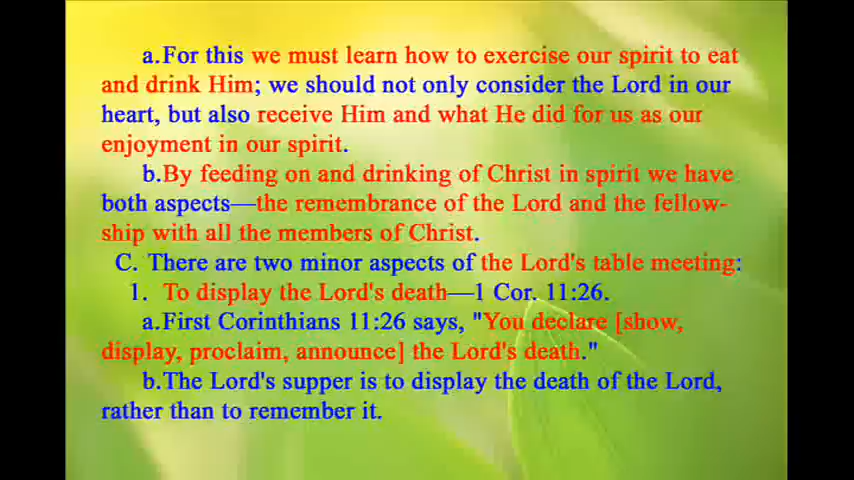 a.For this we must learn how to exercise our spirit to eat
and drink Him; we should not only consider the Lord in our
heart, but also receive Him and what He did for us as our
enjoyment in our spirit.
b.By feeding on and drinking of Christ in spirit we have
both aspects—the remembrance of the Lord and the fellow-
ship with all the members of Christ.
C. There are two minor aspects of the Lord's table meeting:
1. To display the Lord's death—1 Cor. 11:26.
a.First Corinthians 11:26 says, "You declare [show,
display, proclaim, announce] the Lord's death."
b.The Lord's supper is to display the death of the Lord,
rather than to remember it.